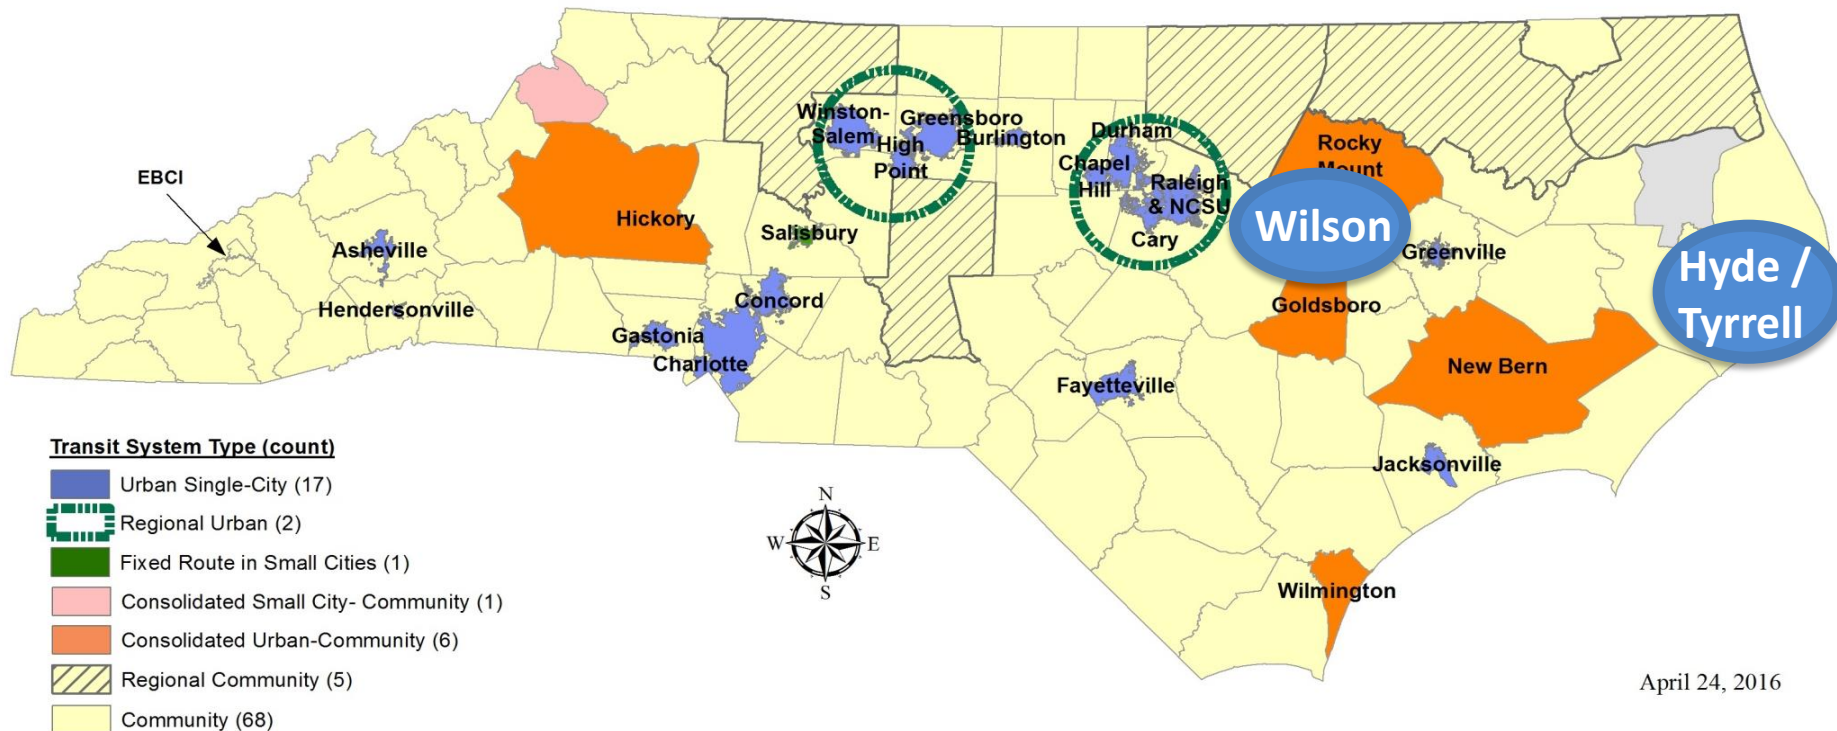 Winston-
Salem
Greensboro
High
Point
Burlington
Durham
Chapel
Hill
Raleigh
& NCSU
Cary
Rocky
Mount
Wilson
Greenville
Hyde /
Tyrrell
EBCI
Asheville
Hendersonville
Hickory
Salisbury
Concord
Gastonia
Charlotte
Goldsboro
New Bern
Fayetteville
Jacksonville
Wilmington
Transit System Type (count)
Urban Single-City (17)
Regional Urban (2)
Fixed Route in Small Cities (1)
Consolidated Small City- Community (1)
Consolidated Urban-Community (6)
Regional Community (5)
Community (68)
N
W
E
S
April 24, 2016